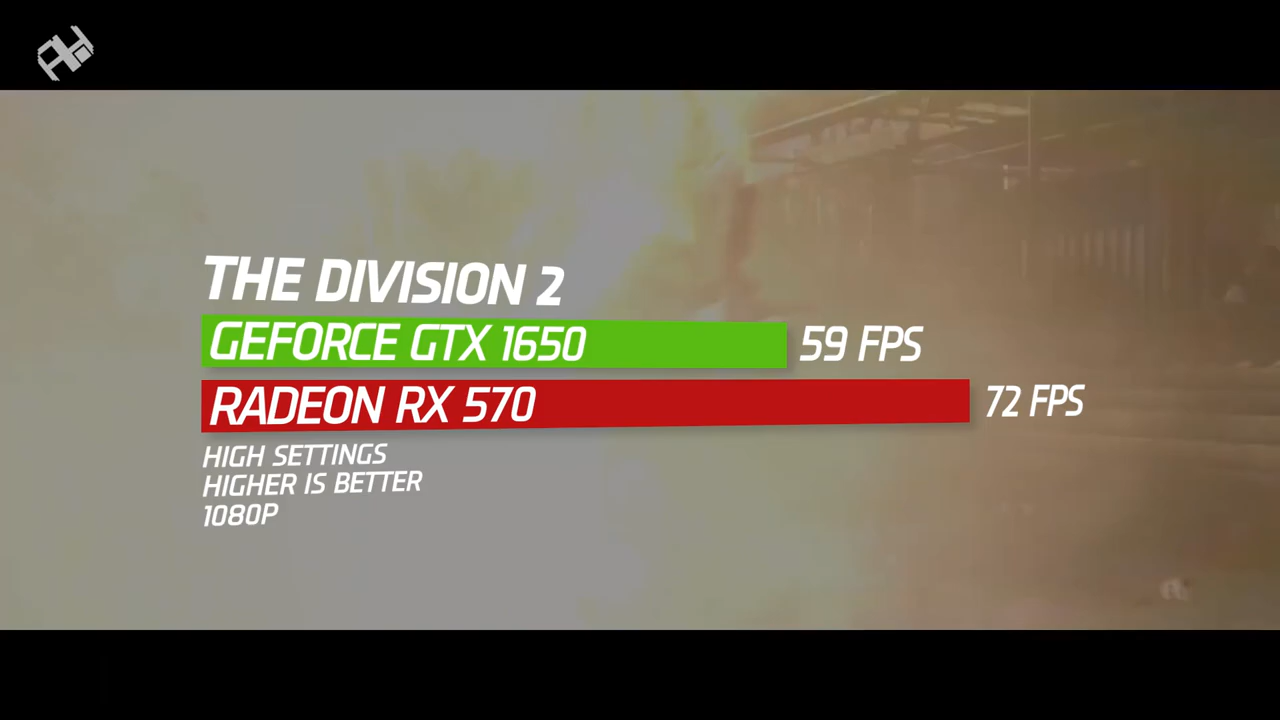 THE DIVISION 2
GEFORCE GTX 1650 59 FPS
RADEON RX 570 72 FPS
HIGH SETTINGS
HIGHER IS BETTER
1080P